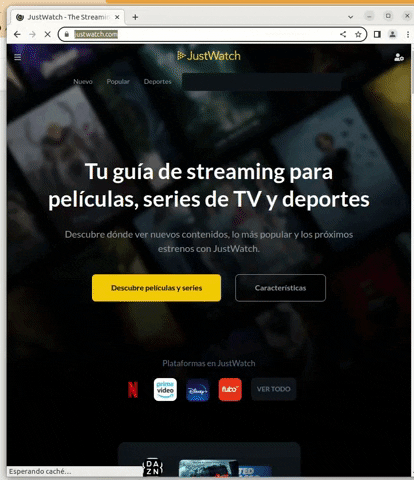 JustWatch - The Streamin
justwatch.com
JustWatch
Nuevo Popular Deportes
Tu guía de streaming para
películas, series de TV y deportes
Descubre dónde ver nuevos contenidos, lo más popular y los próximos
estrenos con JustWatch.
Descubre películas y series Características
Plataformas en JustWatch
N prime video Disney+ fubo VER TODO
DAZN
Esperando caché...